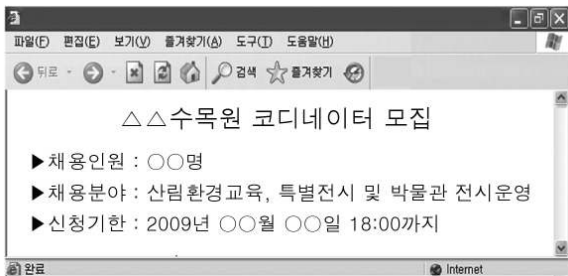 파일(F) 편집(E) 보기(V) 즐겨찾기(A) 도구(T) 도움말(H)
뒤로 검색 즐겨찾기
△△수목원 코디네이터 모집
▶채용인원 : ○○명
▶채용분야 : 산림환경교육, 특별전시 및 박물관 전시운영
▶신청기한 : 2009년 ○○월 ○○일 18:00까지
완료 Internet